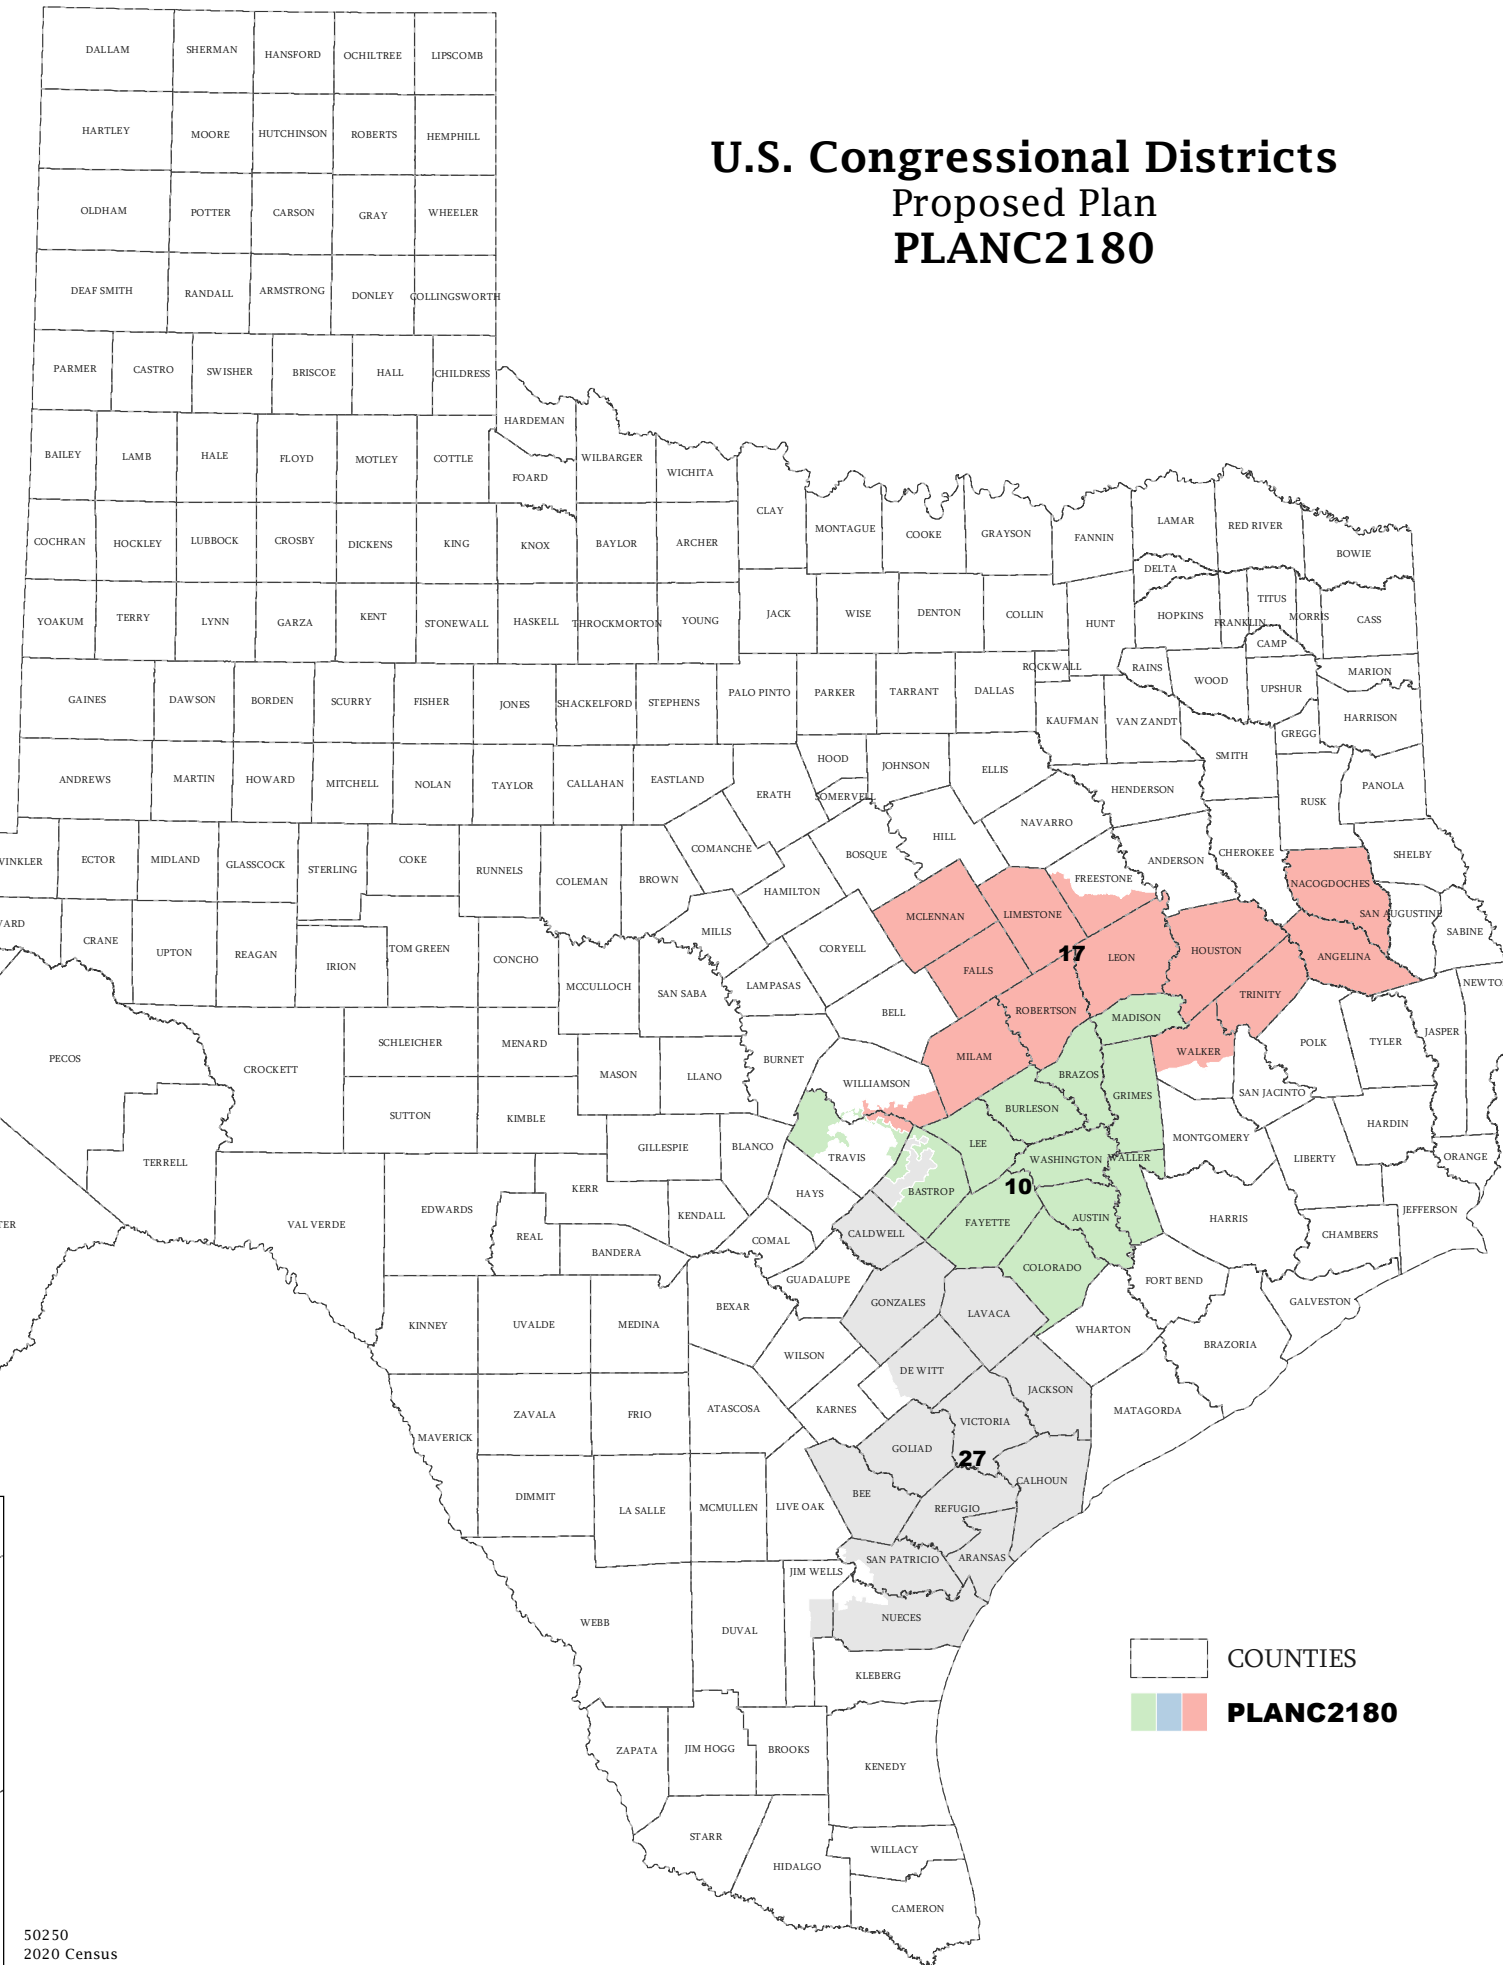 U.S. Congressional Districts
Proposed Plan
PLANC2180
DALLAM SHERMAN HANSFORD OCHILTREE LIPSCOMB
HARTLEY MOORE HUTCHINSON ROBERTS HEMPHILL
OLDHAM POTTER CARSON GRAY WHEELER
DEAF SMITH RANDALL ARMSTRONG DONLEY COLLINGSWORTH
PARMER CASTRO SWISHER BRISCOE HALL CHILDRESS
HARDEMAN
BAILEY LAMB HALE FLOYD MOTLEY COTTLE FOARD WILBARGER WICHITA
CLAY MONTAGUE COOKE GRAYSON FANNIN LAMAR RED RIVER BOWIE
COCHRAN HOCKLEY LUBBOCK CROSBY DICKENS KING KNOX BAYLOR ARCHER
DELTA
YOAKUM TERRY LYNN GARZA KENT STONEWALL HASKELL THROCKMORTON YOUNG JACK WISE DENTON COLLIN HUNT HOPKINS FRANKLIN TITUS MORRIS CASS
CAMP
ROCKWALL RAINS WOOD UPSHUR MARION
GAINES DAWSON BORDEN SCURRY FISHER JONES SHACKELFORD STEPHENS PALO PINTO PARKER TARRANT DALLAS KAUFMAN VAN ZANDT GREGG HARRISON
SMITH
ANDREWS MARTIN HOWARD MITCHELL NOLAN TAYLOR CALLAHAN EASTLAND ERATH HOOD SOMERVELL JOHNSON ELLIS HENDERSON RUSK PANOLA
NAVARRO
HILL
VINKLER ECTOR MIDLAND GLASSCOCK STERLING COKE RUNNELS COLEMAN BROWN COMANCHE BOSQUE FREESTONE ANDERSON CHEROKEE SHELBY
HAMILTON NACOGDOCHES
ARD CRANE UPTON REAGAN IRION TOM GREEN CONCHO MILLS CORYELL MCLENNAN LIMESTONE SAN AUGUSTINE SABINE
17
FALLS LEON HOUSTON ANGELINA
MCCULLOCH SAN SABA LAMPASAS TRINITY NEWTO
BELL ROBERTSON MADISON
PECOS CROCKETT SCHLEICHER MENARD BURNET MILAM WALKER POLK TYLER JASPER
MASON LLANO WILLIAMSON BRAZOS
SUTTON KIMBLE BURLESON GRIMES SAN JACINTO
HARDIN
TERRELL GILLESPIE BLANCO TRAVIS LEE WASHINGTON WALLER MONTGOMERY LIBERTY ORANGE
KERR HAYS BASTROP 10
TER VAL VERDE EDWARDS REAL KENDALL FAYETTE AUSTIN HARRIS JEFFERSON
BANDERA COMAL CALDWELL CHAMBERS
GUADALUPE COLORADO FORT BEND
KINNEY UVALDE MEDINA BEXAR GONZALES LAVACA GALVESTON
WILSON WHARTON BRAZORIA
DE WITT JACKSON
MAVERICK ZAVALA FRIO ATASCOSA KARNES VICTORIA MATAGORDA
GOLIAD 27
DIMMIT LA SALLE MCMULLEN LIVE OAK BEE CALHOUN
REFUGIO
SAN PATRICIO ARANSAS
JIM WELLS
WEBB DUVAL NUECES
KLEBERG
ZAPATA JIM HOGG BROOKS KENEDY
STARR HIDALGO WILLACY
CAMERON
COUNTIES
PLANC2180
50250
2020 Census